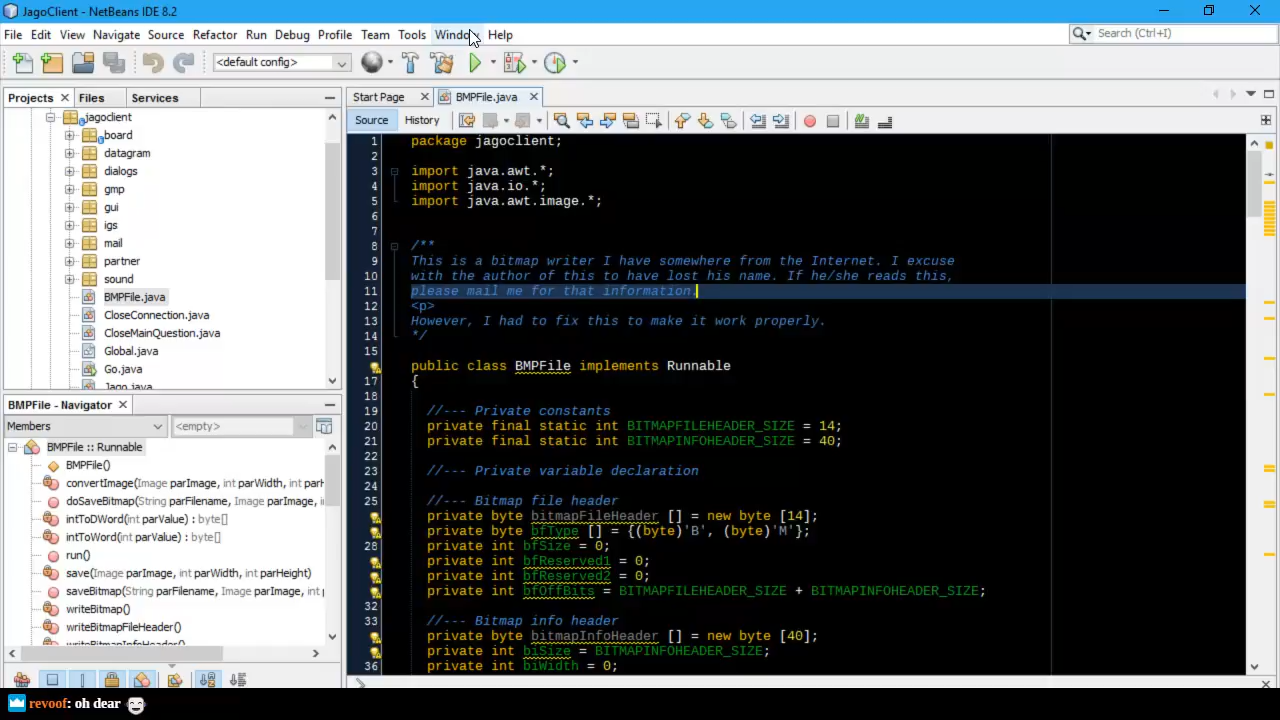 JagoClient - NetBeans IDE 8.2
File Edit View Navigate Source Refactor Run Debug Profile Team Tools Window Help
Search (Ctrl+I)
<default config>
Projects Files Services
jagoclient
board
datagram
dialogs
gmp
gui
igs
mail
partner
sound
BMPFile.java
CloseConnection.java
CloseMainQuestion.java
Global.java
Go.java
Jago.java
BMPFile - Navigator
Members <empty>
BMPFile :: Runnable
BMPFile()
convertImage(Image parImage, int parWidth, int parH
doSaveBitmap(String parFilename, Image parImage, i
intToDWord(int parValue) : byte[]
intToWord(int parValue) : byte[]
run()
save(Image parImage, int parWidth, int parHeight)
saveBitmap(String parFilename, Image parImage, int p
writeBitmap()
writeBitmapFileHeader()
writeBitmapInfoHeader()
Start Page BMPFile.java
Source History
1 package jagoclient;
2
3 import java.awt.*;
4 import java.io.*;
5 import java.awt.image.*;
6
7
8 /**
9 This is a bitmap writer I have somewhere from the Internet. I excuse
10 with the author of this to have lost his name. If he/she reads this,
11 please mail me for that information.
12 <p>
13 However, I had to fix this to make it work properly.
14 */
15
public class BMPFile implements Runnable
17 {
18
19 //--- Private constants
20 private final static int BITMAPFILEHEADER_SIZE = 14;
21 private final static int BITMAPINFOHEADER_SIZE = 40;
22
23 //--- Private variable declaration
24
25 //--- Bitmap file header
private byte bitmapFileHeader [] = new byte [14];
private byte bfType [] = {(byte)'B', (byte)'M'};
28 private int bfSize = 0;
private int bfReserved1 = 0;
private int bfReserved2 = 0;
private int bfOffBits = BITMAPFILEHEADER_SIZE + BITMAPINFOHEADER_SIZE;
32
33 //--- Bitmap info header
private byte bitmapInfoHeader [] = new byte [40];
private int biSize = BITMAPINFOHEADER_SIZE;
36 private int biWidth = 0;
revoof: oh dear